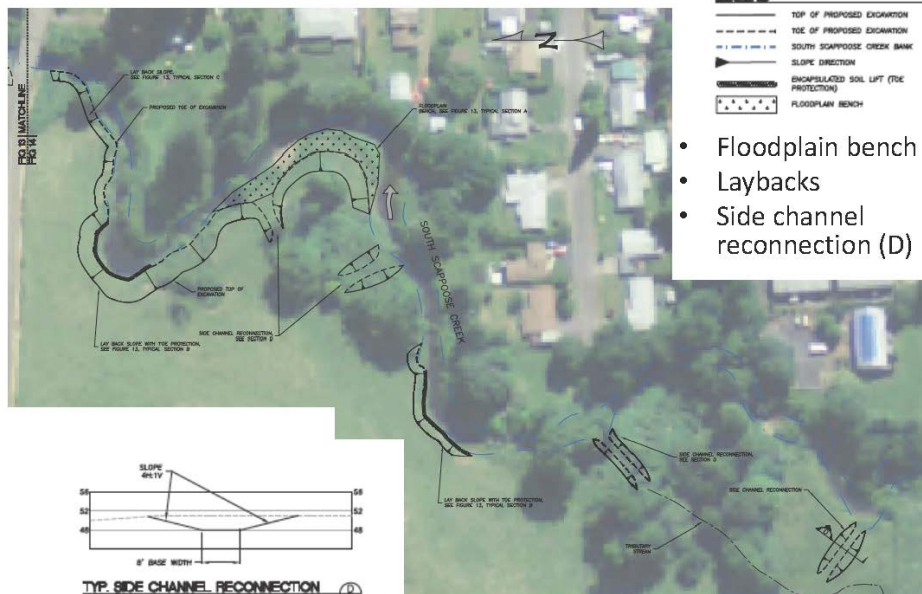 TOP OF PROPOSED EXCAVATION
TOE OF PROPOSED EXCAVATION
SOUTH SCAPPOOSE CREEK BANK
SLOPE DIRECTION
ENCAPSULATED SOIL LIFT (TOE
PROTECTION)
FLOODPLAIN BENCH
• Floodplain bench
• Laybacks
• Side channel
reconnection (D)
FIG 13 MATCHLINE
FIG 14
N
LAY BACK SLOPE,
SEE FIGURE 13, TYPICAL SECTION C
PROPOSED TOE OF EXCAVATION
FLOODPLAIN
BENCH, SEE FIGURE 13, TYPICAL SECTION A
SOUTH SCAPPOOSE CREEK
PROPOSED TOP OF
EXCAVATION
SIDE CHANNEL RECONNECTION,
SEE SECTION D
LAY BACK SLOPE WITH TOE PROTECTION,
SEE FIGURE 13, TYPICAL SECTION B
SIDE CHANNEL RECONNECTION,
SEE SECTION D
SIDE CHANNEL RECONNECTION
LAY BACK SLOPE WITH TOE PROTECTION,
SEE FIGURE 13, TYPICAL SECTION B
TRIBUTARY
STREAM
SLOPE
4H:1V
56
52
48
56
52
48
8' BASE WIDTH
TYP. SIDE CHANNEL RECONNECTION D